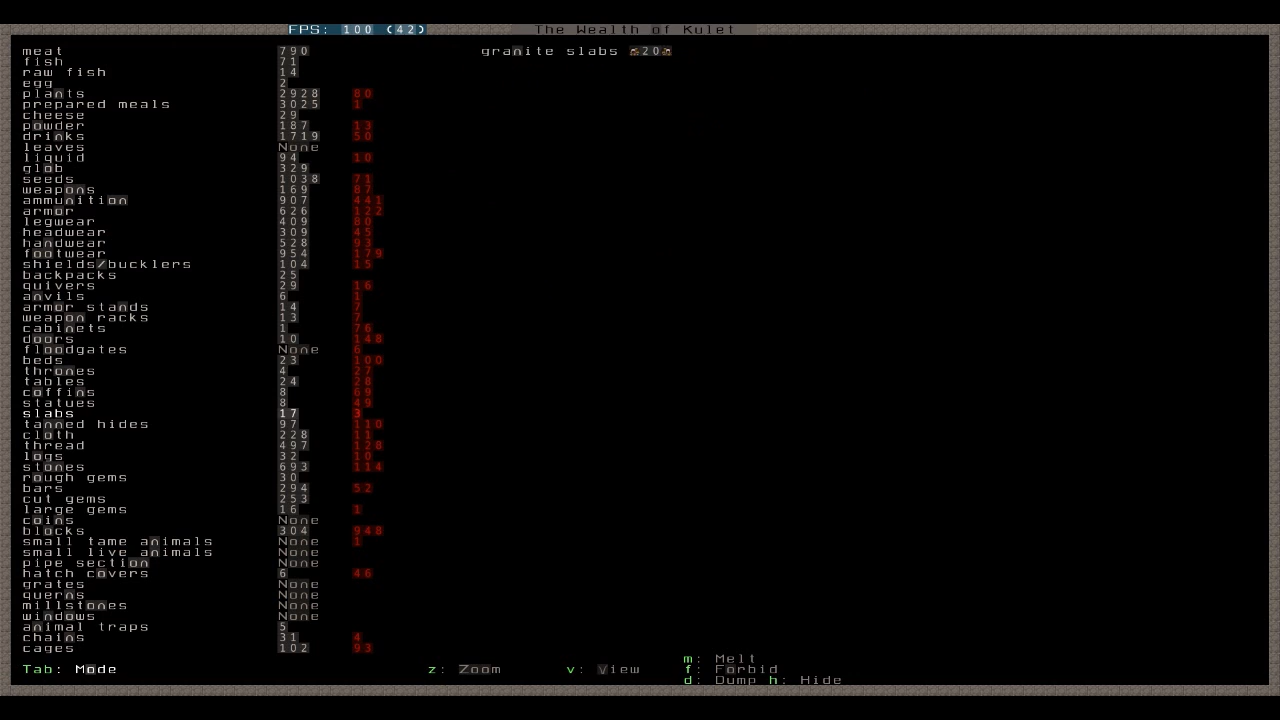 FPS: 100 (42) The Wealth of Kulet
meat 790 granite slabs 20
fish 71
raw fish 14
egg 2
plants 2928 80
prepared meals 3025 1
cheese 29
powder 187 13
drinks 1719 50
leaves None
liquid 94 10
glob 329
seeds 1038 71
weapons 169 87
ammunition 907 441
armor 626 122
legwear 409 80
headwear 309 45
handwear 528 93
footwear 954 179
shields/bucklers 104 15
backpacks 25
quivers 29 16
anvils 6 1
armor stands 14 7
weapon racks 13 7
cabinets 1 76
doors 10 148
floodgates None 6
beds 23 100
thrones 4 27
tables 24 28
coffins 8 69
statues 8 49
slabs 17 3
tanned hides 97 110
cloth 228 11
thread 497 128
logs 32 10
stones 693 114
rough gems 30
bars 294 52
cut gems 253
large gems 16 1
coins None
blocks 304 948
small tame animals None 1
small live animals None
pipe section None
hatch covers 6 46
grates None
querns None
millstones None
windows None
animal traps 5
chains 31 4
cages 102 93
m: Melt
Tab: Mode z: Zoom v: View f: Forbid
d: Dump h: Hide